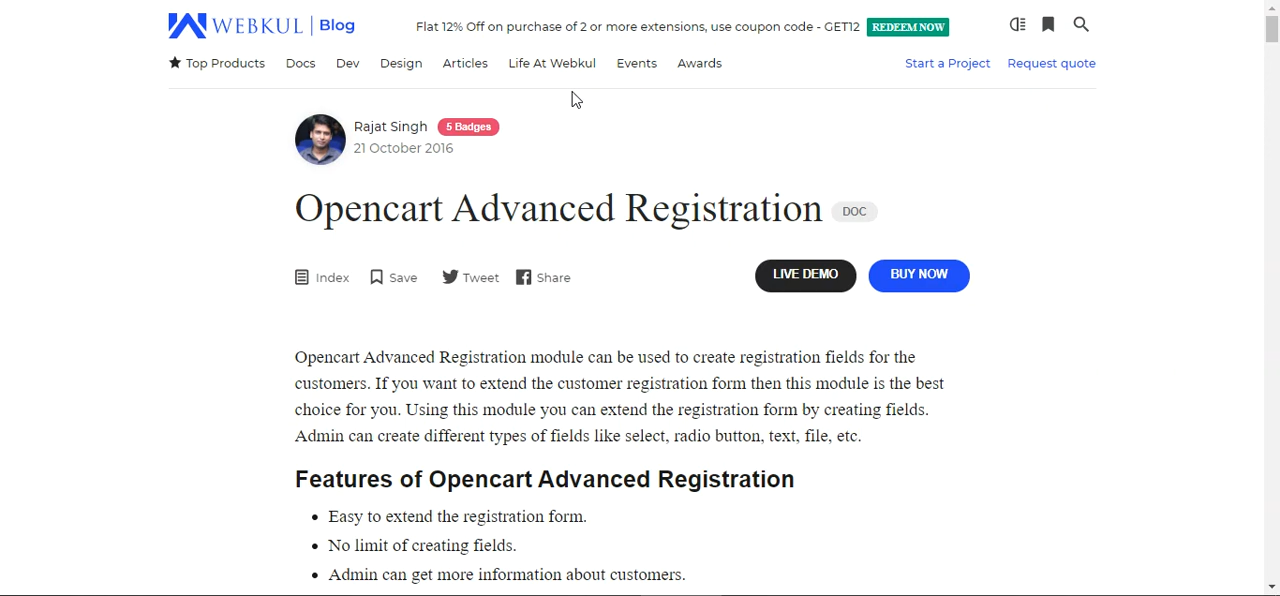 WEBKUL | Blog
Flat 12% Off on purchase of 2 or more extensions, use coupon code - GET12 REDEEM NOW
Top Products Docs Dev Design Articles Life At Webkul Events Awards Start a Project Request quote
Rajat Singh 5 Badges
21 October 2016
Opencart Advanced Registration DOC
Index Save Tweet Share LIVE DEMO BUY NOW
Opencart Advanced Registration module can be used to create registration fields for the
customers. If you want to extend the customer registration form then this module is the best
choice for you. Using this module you can extend the registration form by creating fields.
Admin can create different types of fields like select, radio button, text, file, etc.
Features of Opencart Advanced Registration
• Easy to extend the registration form.
• No limit of creating fields.
• Admin can get more information about customers.